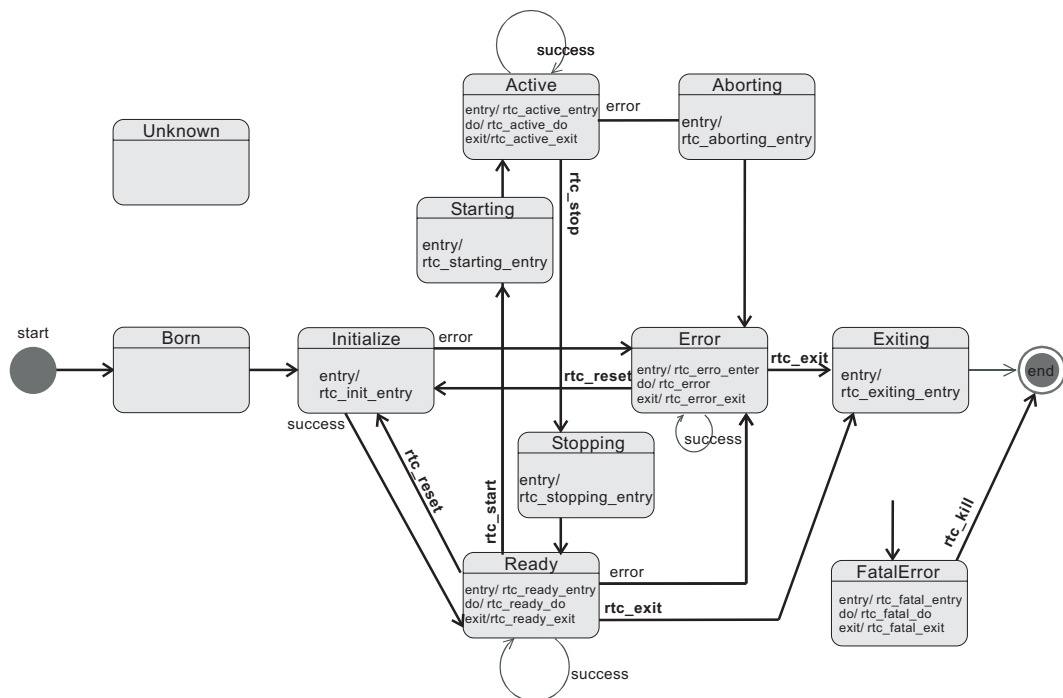 success
Active
entry/ rtc_active_entry
do/ rtc_active_do
exit/rtc_active_exit
error
Aborting
entry/
rtc_aborting_entry
Unknown
rtc_stop
Starting
entry/
rtc_starting_entry
start
Born
Initialize
entry/
rtc_init_entry
error
Error
entry/ rtc_erro_enter
do/ rtc_error
exit/ rtc_error_exit
rtc_exit
Exiting
entry/
rtc_exiting_entry
end
rtc_reset
success
success
Stopping
entry/
rtc_stopping_entry
rtc_reset
rtc_start
rtc_kill
Ready
entry/ rtc_ready_entry
do/ rtc_ready_do
exit/rtc_ready_exit
error
rtc_exit
FatalError
entry/ rtc_fatal_entry
do/ rtc_fatal_do
exit/ rtc_fatal_exit
success